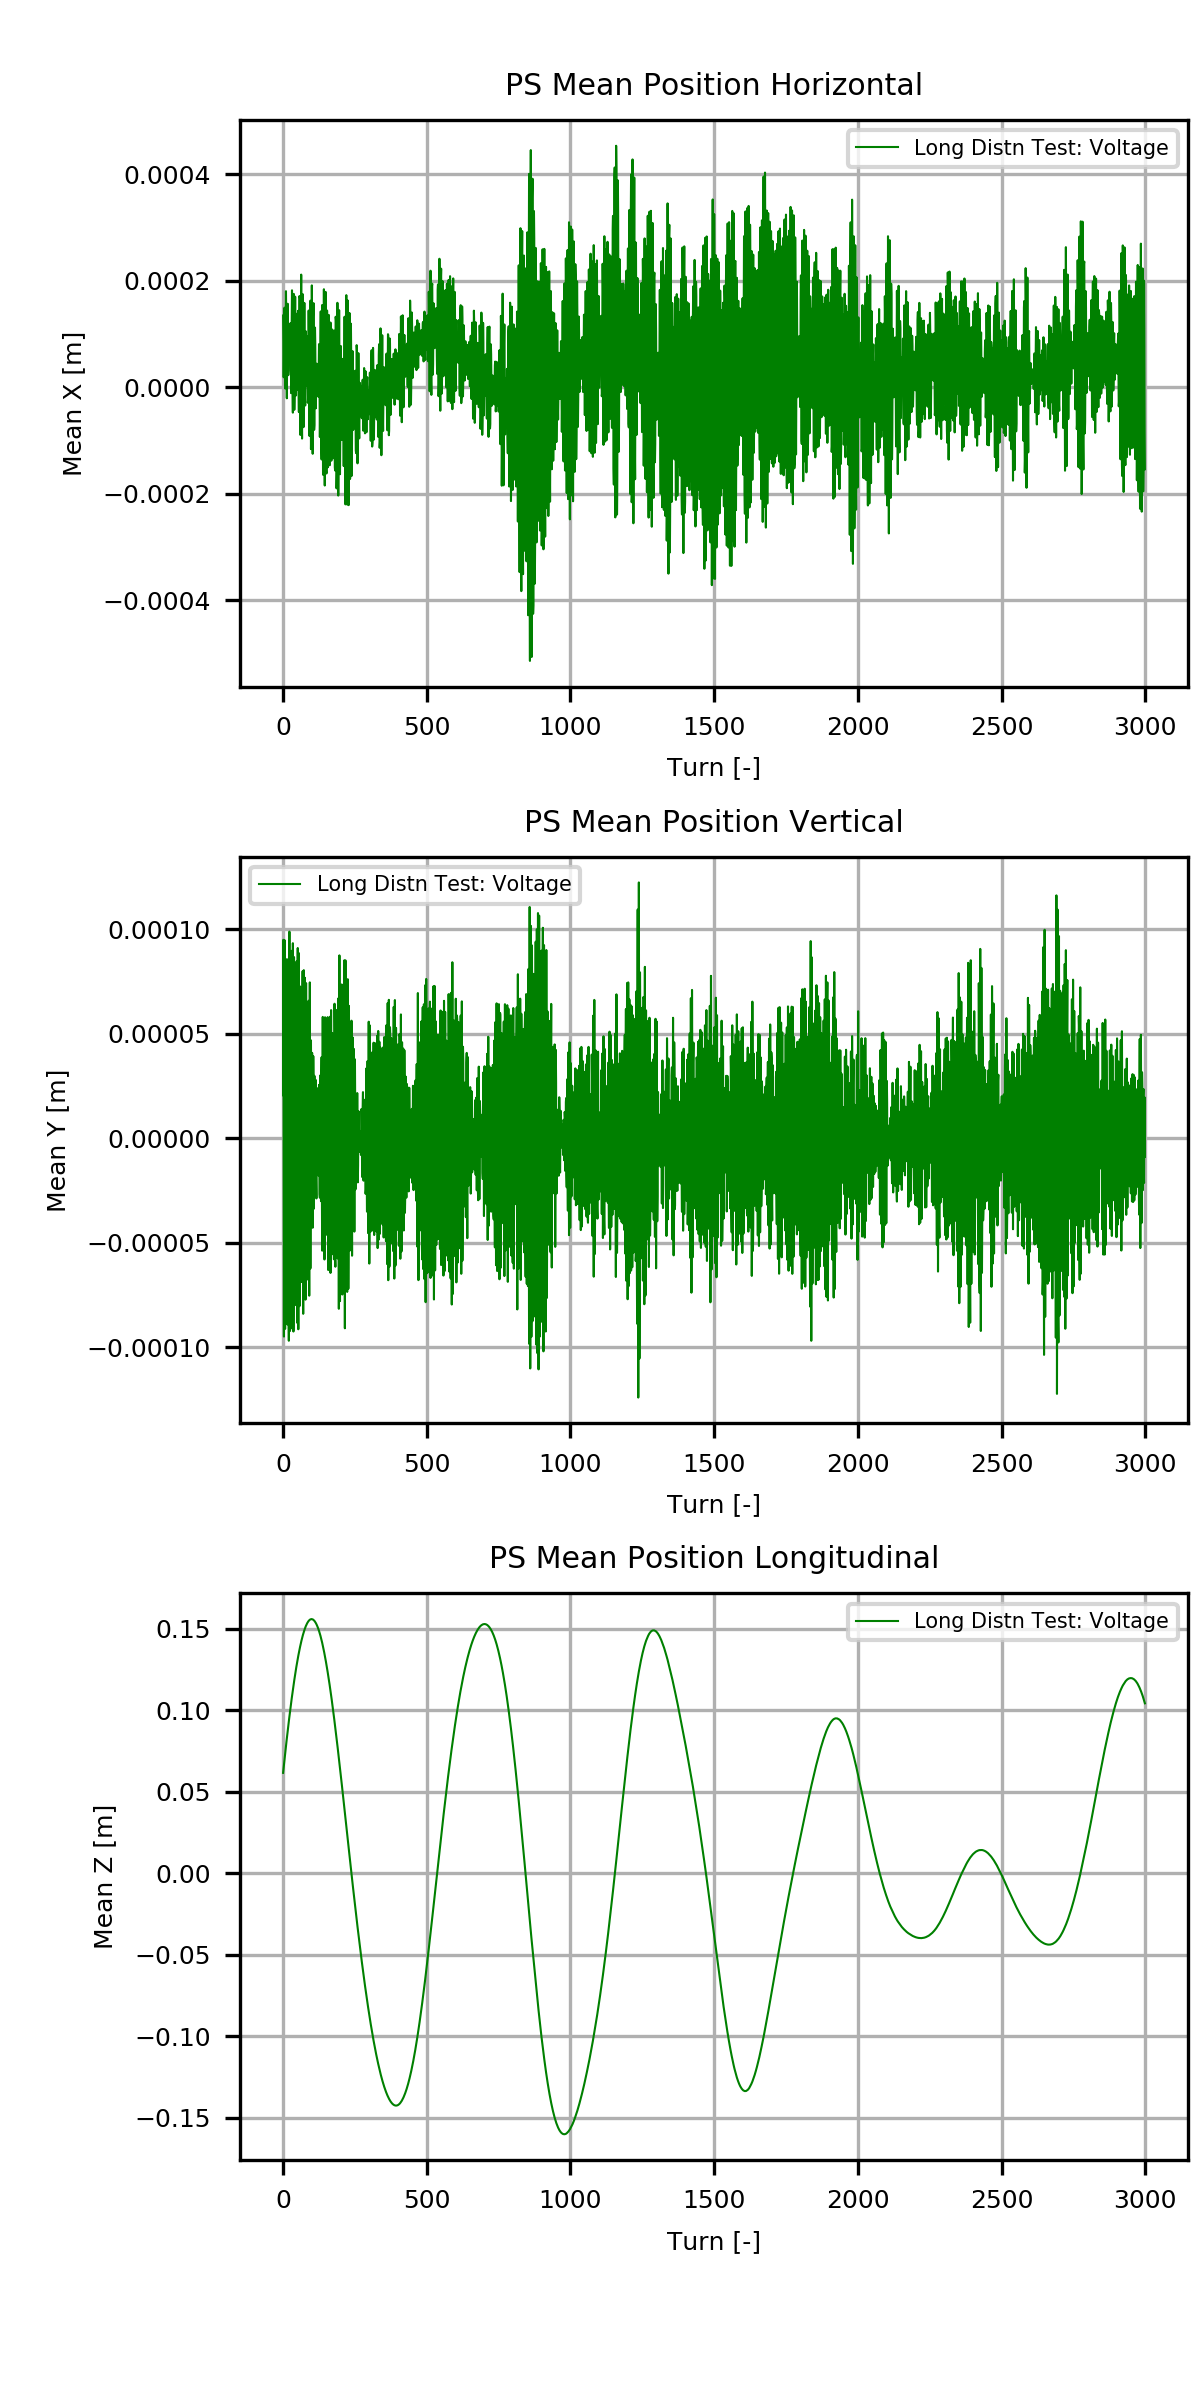 PS Mean Position Horizontal
Long Distn Test: Voltage
0.0004
0.0002
0.0000
−0.0002
−0.0004
Mean X [m]
0 500 1000 1500 2000 2500 3000
Turn [-]
PS Mean Position Vertical
Long Distn Test: Voltage
0.00010
0.00005
0.00000
−0.00005
−0.00010
Mean Y [m]
0 500 1000 1500 2000 2500 3000
Turn [-]
PS Mean Position Longitudinal
Long Distn Test: Voltage
0.15
0.10
0.05
0.00
−0.05
−0.10
−0.15
Mean Z [m]
0 500 1000 1500 2000 2500 3000
Turn [-]